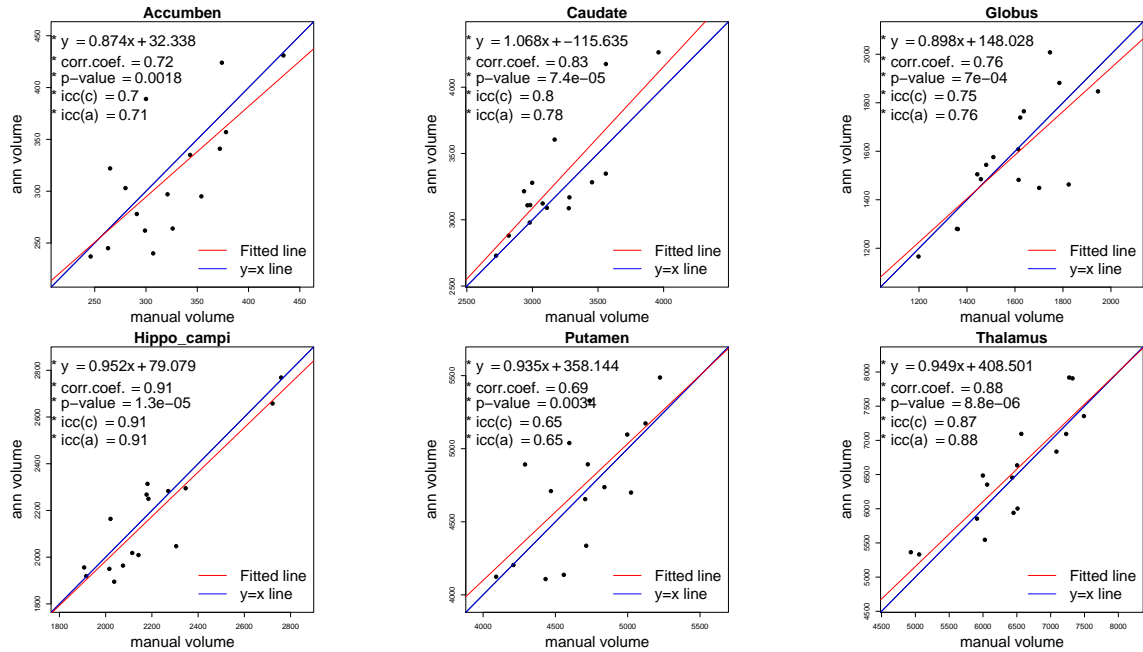 Accumben
* y = 0.874x + 32.338
* corr.coef. = 0.72
* p-value = 0.0018
* icc(c) = 0.7
* icc(a) = 0.71
Fitted line
y=x line
ann volume
250 300 350 400 450
250 300 350 400 450
manual volume
Caudate
* y = 1.068x + −115.635
* corr.coef. = 0.83
* p-value = 7.4e-05
* icc(c) = 0.8
* icc(a) = 0.78
Fitted line
y=x line
ann volume
2500 3000 3500 4000
2500 3000 3500 4000
manual volume
Globus
* y = 0.898x + 148.028
* corr.coef. = 0.76
* p-value = 7e-04
* icc(c) = 0.75
* icc(a) = 0.76
Fitted line
y=x line
ann volume
1200 1400 1600 1800 2000
1200 1400 1600 1800 2000
manual volume
Hippo_campi
* y = 0.952x + 79.079
* corr.coef. = 0.91
* p-value = 1.3e-05
* icc(c) = 0.91
* icc(a) = 0.91
Fitted line
y=x line
ann volume
1800 2000 2200 2400 2600 2800
1800 2000 2200 2400 2600 2800
manual volume
Putamen
* y = 0.935x + 358.144
* corr.coef. = 0.69
* p-value = 0.0034
* icc(c) = 0.65
* icc(a) = 0.65
Fitted line
y=x line
ann volume
4000 4500 5000 5500
4000 4500 5000 5500
manual volume
Thalamus
* y = 0.949x + 408.501
* corr.coef. = 0.88
* p-value = 8.8e-06
* icc(c) = 0.87
* icc(a) = 0.88
Fitted line
y=x line
ann volume
4500 5000 5500 6000 6500 7000 7500 8000
4500 5000 5500 6000 6500 7000 7500 8000
manual volume